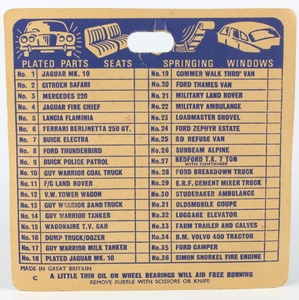 PLATED PARTS SEATS SPRINGING WINDOWS
No. 1 JAGUAR MK. 10
No. 2 CITROEN SAFARI
No. 3 MERCEDES 220
No. 4 JAGUAR FIRE CHIEF
No. 5 LANCIA FLAMINIA
No. 6 FERRARI BERLINETTA 250 GT.
No. 7 BUICK ELECTRA
No. 8 FORD THUNDERBIRD
No. 9 BUICK POLICE PATROL
No. 10 GUY WARRIOR COAL TRUCK
No. 11 F/C LAND ROVER
No. 12 V.W. TOWER WAGON
No. 13 GUY WARRIOR SAND TRUCK
No. 14 GUY WARRIOR TANKER
No. 15 WAGONAIRE T.V. CAR
No. 16 DUMP TRUCK/DOZER
No. 17 GUY WARRIOR MILK TANKER
No. 18 PLATED JAGUAR MK. 10
No. 19 COMMER WALK THRO' VAN
No. 20 FORD THAMES VAN
No. 21 MILITARY LAND ROVER
No. 22 MILITARY AMBULANCE
No. 23 LOADMASTER SHOVEL
No. 24 FORD ZEPHYR ESTATE
No. 25 S-D REFUSE VAN
No. 26 SUNBEAM ALPINE
No. 27 BEDFORD T.K. 7 TON
WITH CONTAINER
No. 28 FORD BREAKDOWN TRUCK
No. 29 E.R.F. CEMENT MIXER TRUCK
No. 30 STUDEBAKER AMBULANCE
No. 31 OLDSMOBILE COUPE
No. 32 LUGGAGE ELEVATOR
No. 33 FARM TRAILER AND CALVES
No. 34 B.M. VOLVO 400 TRACTOR
No. 35 FORD CAMPER
No. 36 SIMON SNORKEL FIRE ENGINE
MADE IN GREAT BRITAIN
C A LITTLE THIN OIL ON WHEEL BEARINGS WILL AID FREE RUNNING
REMOVE BUBBLE WITH SCISSORS OR KNIFE